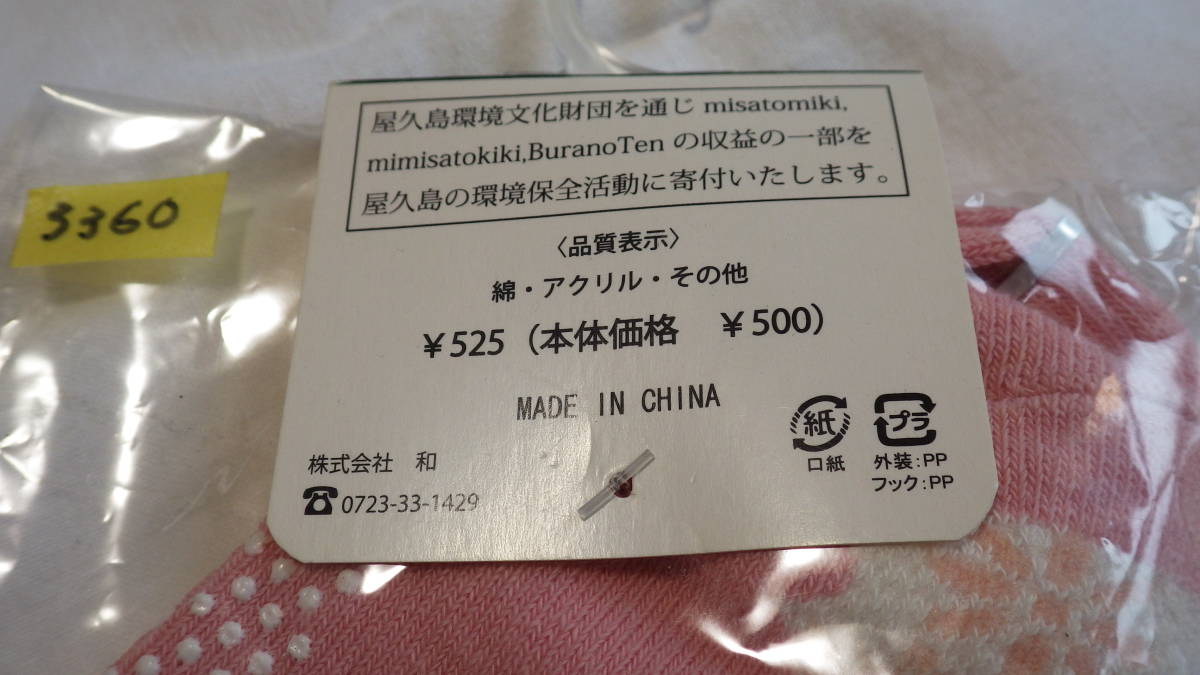 3360
屋久島環境文化財団を通じ misatomiki,
mimisatokiki,BuranoTen の収益の一部を
屋久島の環境保全活動に寄付いたします。
〈品質表示〉
綿・アクリル・その他
¥525（本体価格　¥500）
MADE IN CHINA
紙
口紙
プラ
外装:PP
フック:PP
株式会社　和
☎0723-33-1429